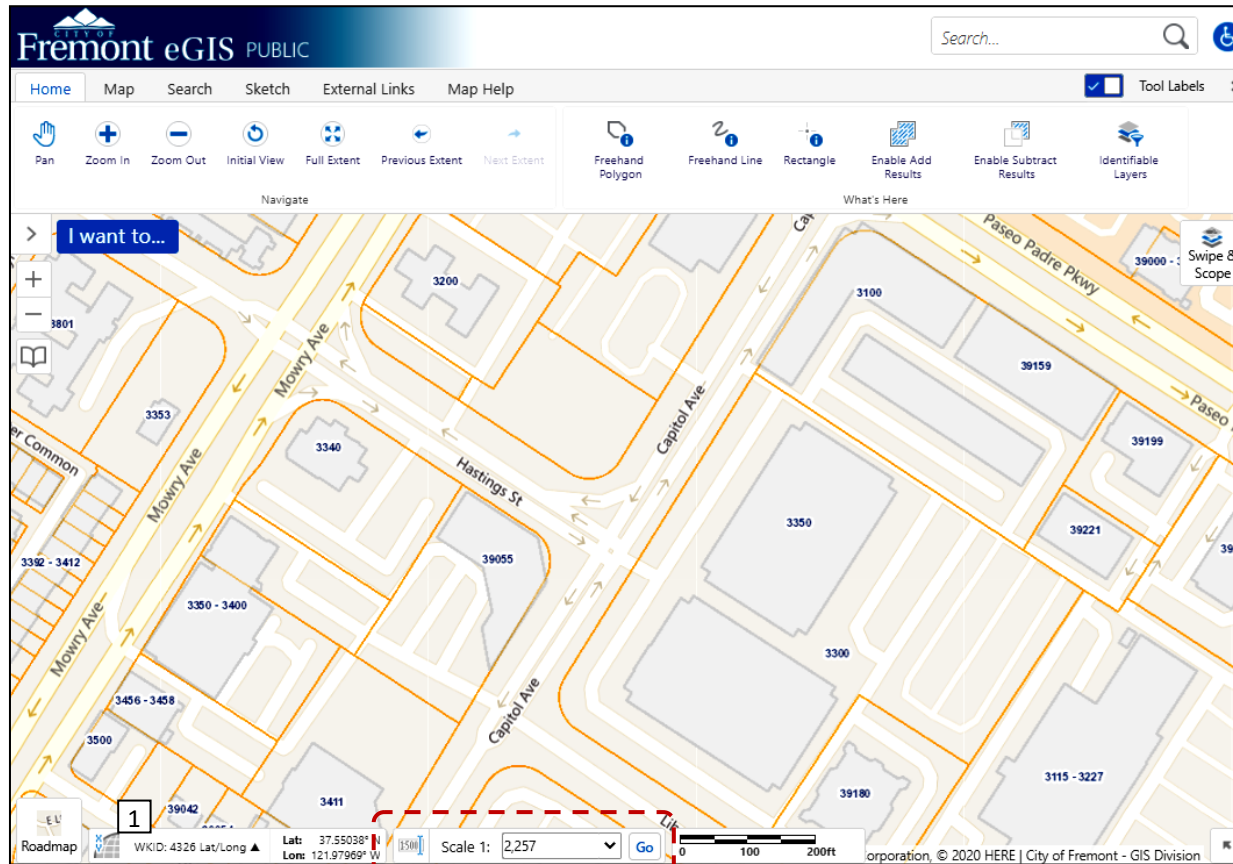 CITY OF
Fremont eGIS PUBLIC
Search...
Home Map Search Sketch External Links Map Help
Tool Labels
Pan Zoom In Zoom Out Initial View Full Extent Previous Extent Next Extent
Freehand Polygon Freehand Line Rectangle Enable Add Results Enable Subtract Results Identifiable Layers
Navigate
What's Here
I want to...
Swipe &
Scope
Paseo Padre Pkwy
39000 -
3200
3100
3801
Mowry Ave
39159
Capitol Ave
Paseo
3353
39199
3340
Common
Hastings St
Mowry Ave
3350
39221
39055
3392 - 3412
3350 - 3400
Mowry Ave
3300
3456 - 3458
Capitol Ave
3500
3115 - 3227
3411
39180
39042
1
Roadmap
WKID: 4326 Lat/Long ▲
Lat: 37.55038° N
Lon: 121.97969° W
1500
Scale 1: 2,257 Go
0 100 200ft
orporation, © 2020 HERE | City of Fremont - GIS Division